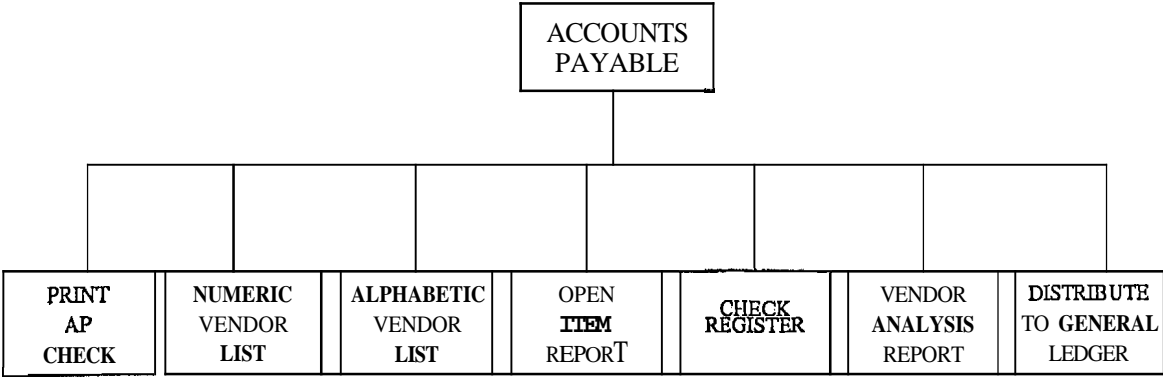 ACCOUNTS
PAYABLE
PRINT
AP
CHECK
NUMERIC
VENDOR
LIST
ALPHABETIC
VENDOR
LIST
OPEN
ITEM
REPORT
CHECK
REGISTER
VENDOR
ANALYSIS
REPORT
DISTRIBUTE
TO GENERAL
LEDGER